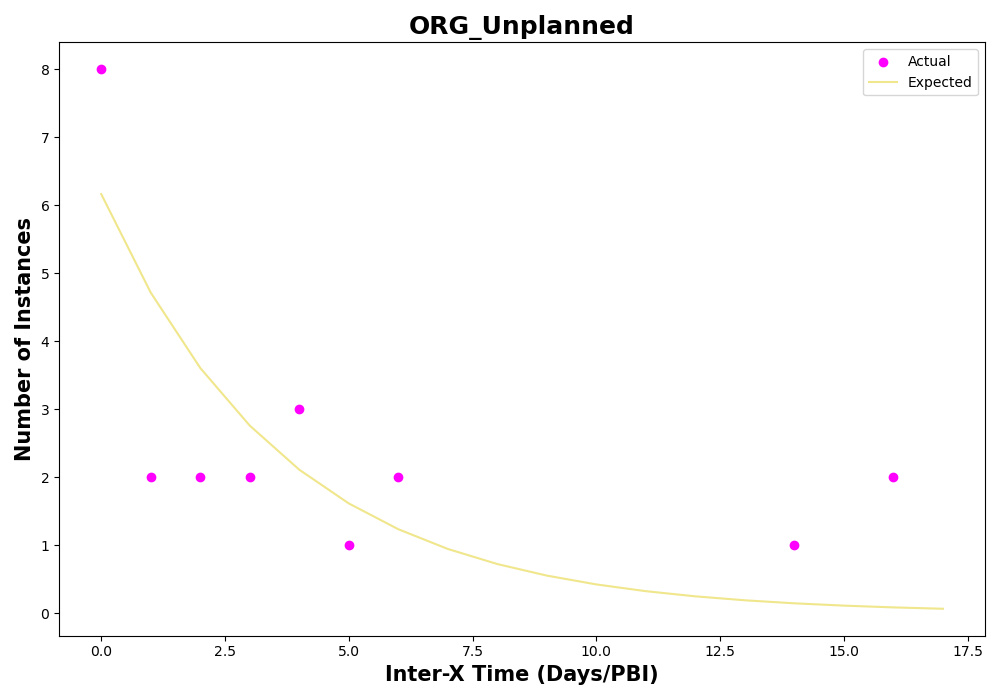 ORG_Unplanned
Actual
Expected
Number of Instances
8
7
6
5
4
3
2
1
0
0.0 2.5 5.0 7.5 10.0 12.5 15.0 17.5
Inter-X Time (Days/PBI)